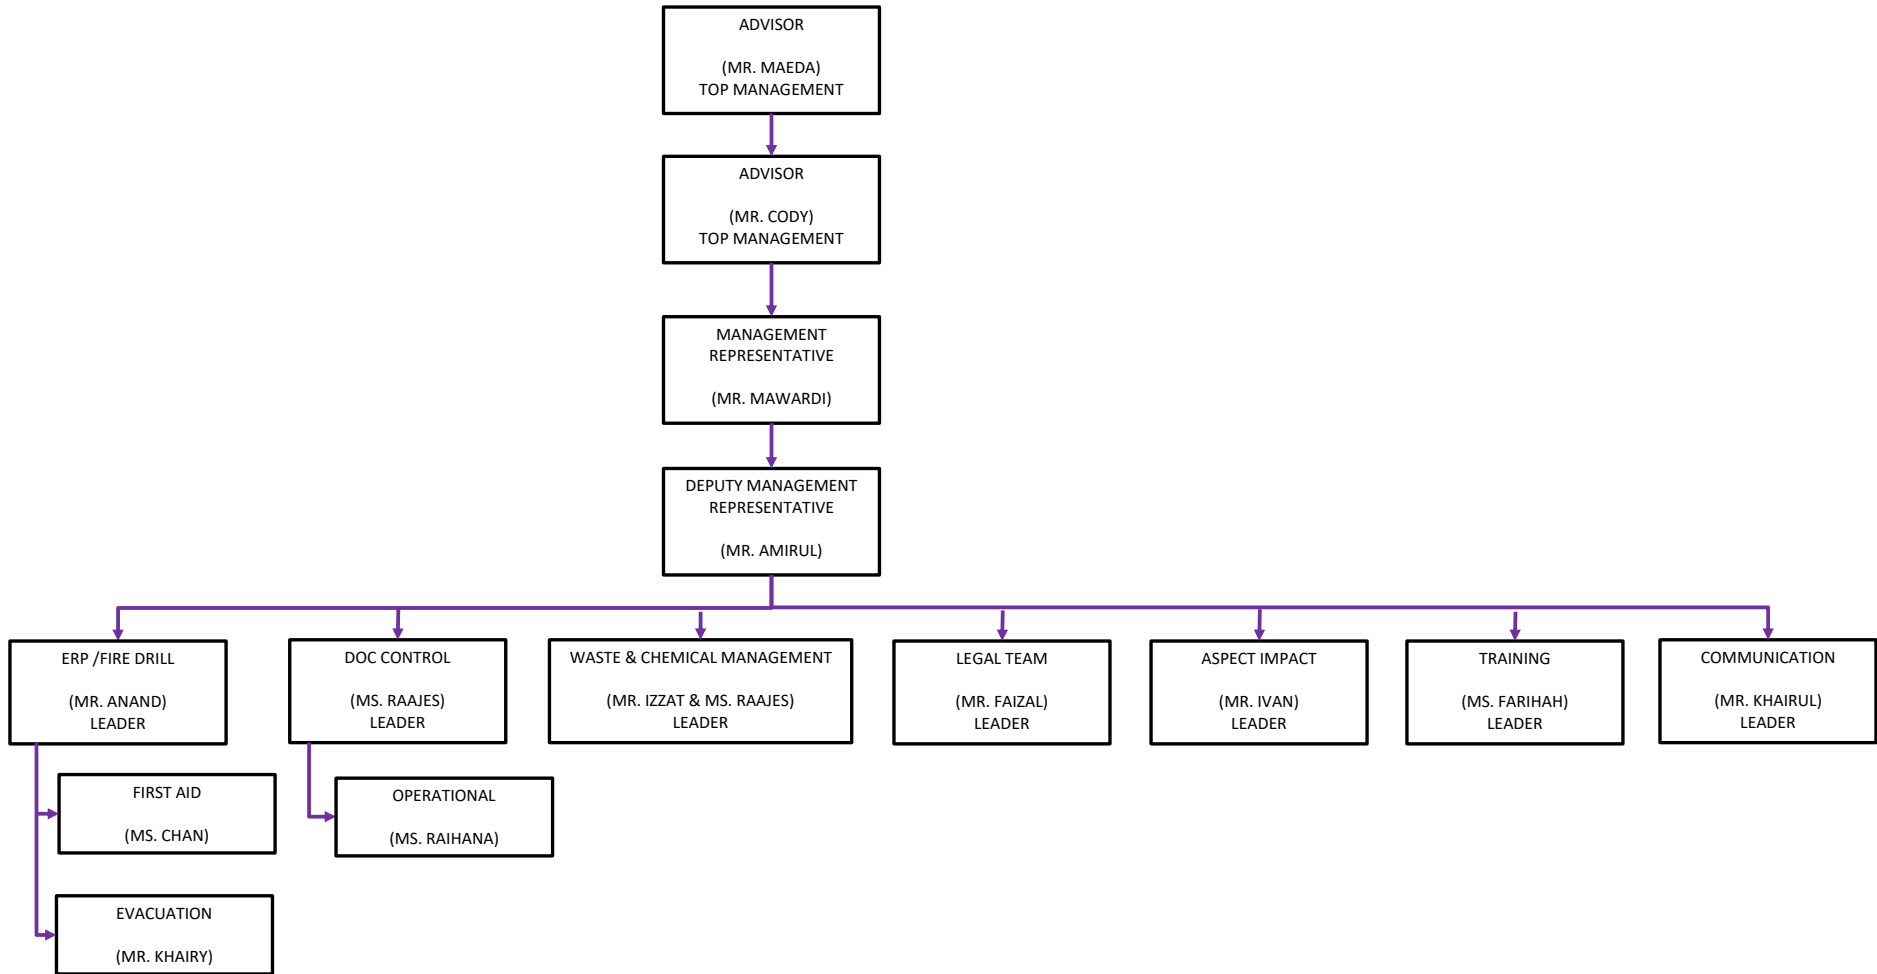 ADVISOR
(MR. MAEDA)
TOP MANAGEMENT
ADVISOR
(MR. CODY)
TOP MANAGEMENT
MANAGEMENT
REPRESENTATIVE
(MR. MAWARDI)
DEPUTY MANAGEMENT
REPRESENTATIVE
(MR. AMIRUL)
ERP /FIRE DRILL
(MR. ANAND)
LEADER
DOC CONTROL
(MS. RAAJES)
LEADER
WASTE & CHEMICAL MANAGEMENT
(MR. IZZAT & MS. RAAJES)
LEADER
LEGAL TEAM
(MR. FAIZAL)
LEADER
ASPECT IMPACT
(MR. IVAN)
LEADER
TRAINING
(MS. FARIHAH)
LEADER
COMMUNICATION
(MR. KHAIRUL)
LEADER
FIRST AID
(MS. CHAN)
OPERATIONAL
(MS. RAIHANA)
EVACUATION
(MR. KHAIRY)